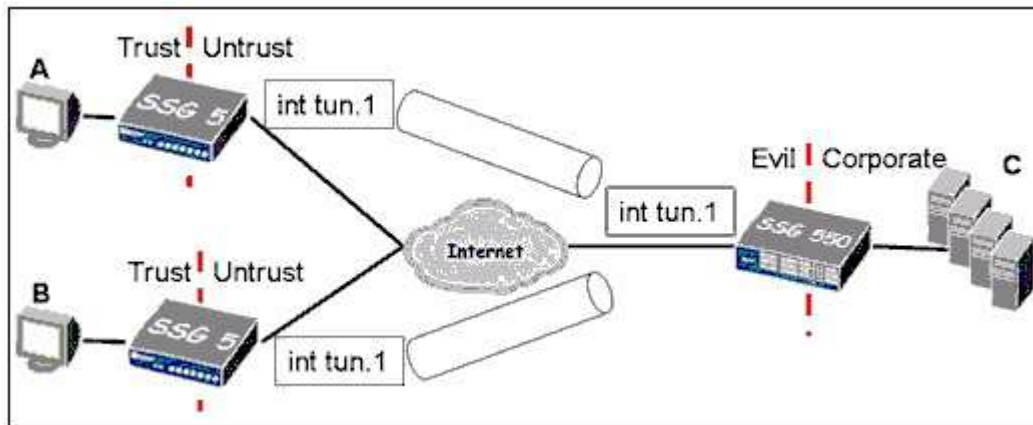 Trust Untrust
A
SSG 5
int tun.1
Evil Corporate
C
int tun.1
SSG 550
Internet
Trust Untrust
B
SSG 5
int tun.1